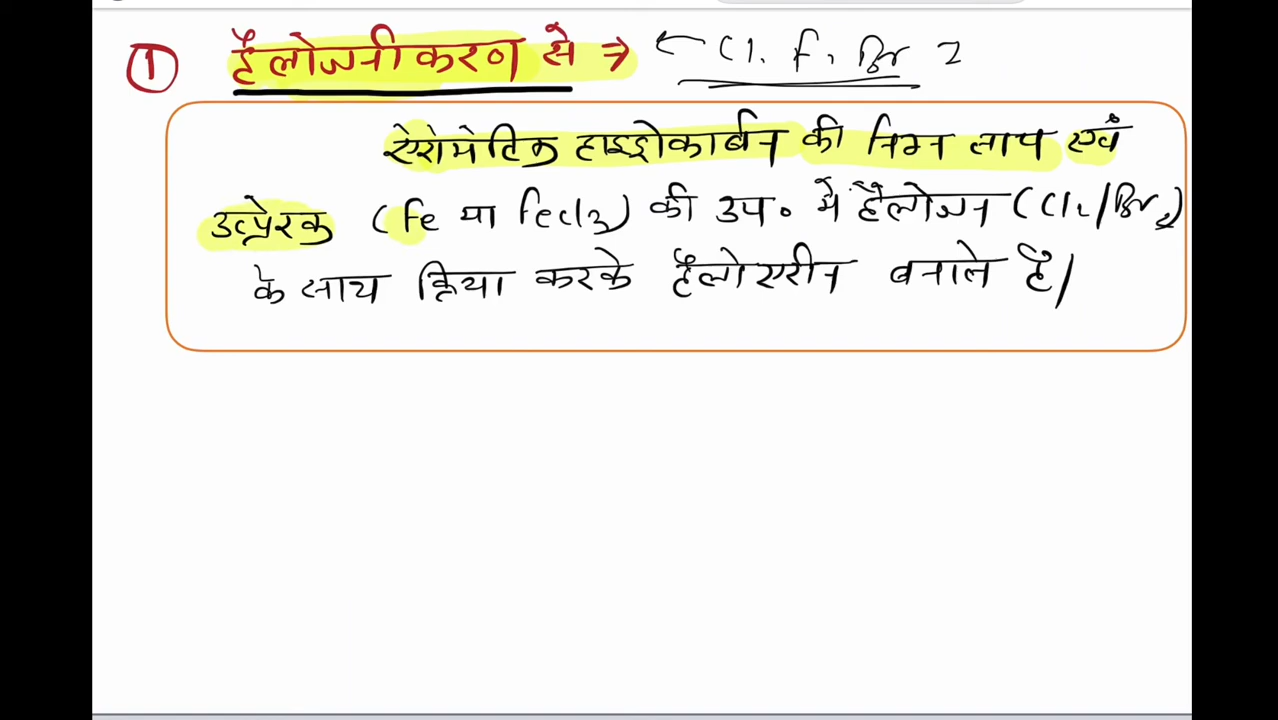 ① हैलोजनीकरण से → ← Cl, F, Br I
ऐरोमेटिक हाइड्रोकार्बन की निम्न ताप एवं
उत्प्रेरक (Fe या FeCl3) की उप० में हैलोजन (Cl2/Br2)
के साथ क्रिया करके हैलोएरीन बनाते है।